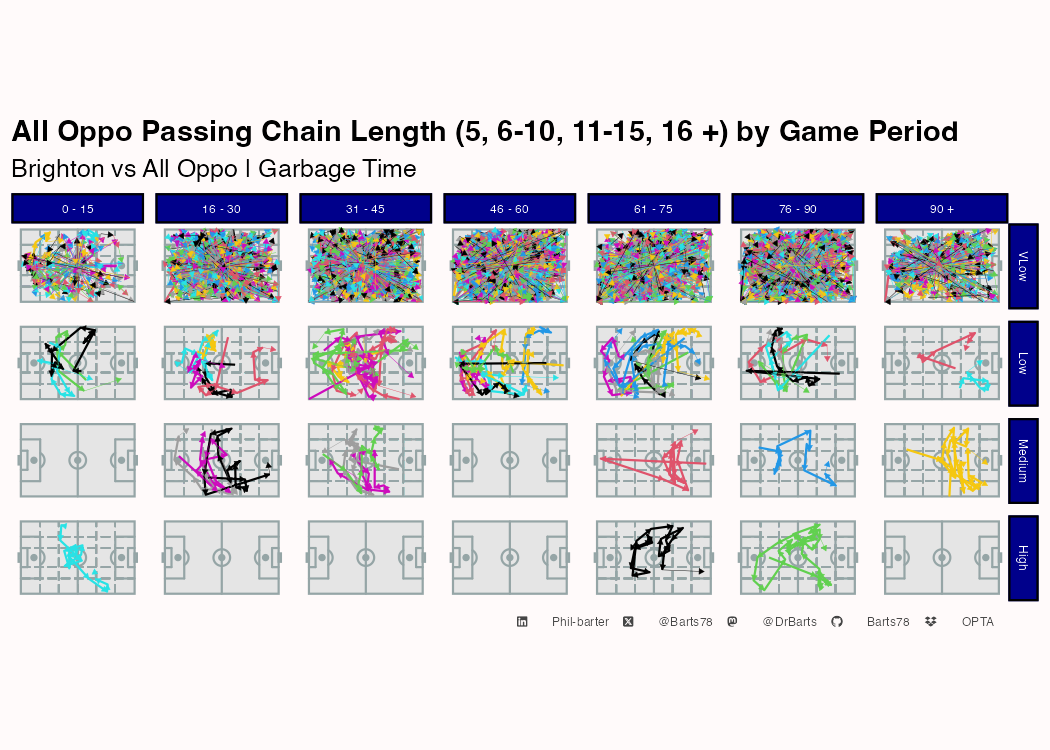 All Oppo Passing Chain Length (5, 6-10, 11-15, 16 +) by Game Period
Brighton vs All Oppo | Garbage Time
0 - 15 16 - 30 31 - 45 46 - 60 61 - 75 76 - 90 90 +
VLow
Low
Medium
High
Phil-barter @Barts78 @DrBarts Barts78 OPTA